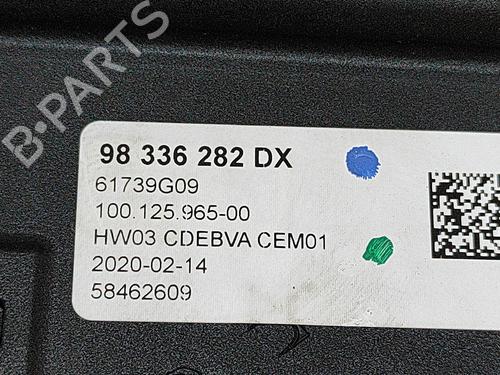 B-PARTS
98 336 282 DX
61739G09
100.125.965-00
HW03 CDEBVA CEM01
2020-02-14
58462609